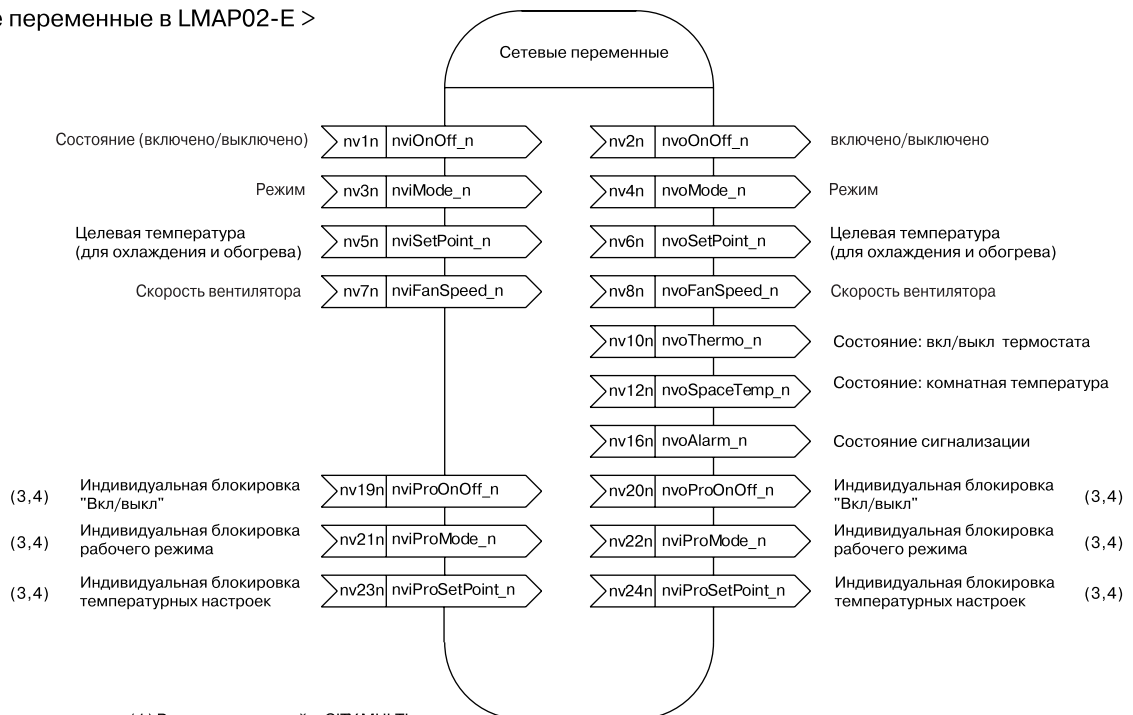 е переменные в LMAP02-E >
Сетевые переменные
Состояние (включено/выключено) nv1n nviOnOff_n nv2n nvoOnOff_n включено/выключено
Режим nv3n nviMode_n nv4n nvoMode_n Режим
Целевая температура
(для охлаждения и обогрева) nv5n nviSetPoint_n nv6n nvoSetPoint_n Целевая температура
(для охлаждения и обогрева)
Скорость вентилятора nv7n nviFanSpeed_n nv8n nvoFanSpeed_n Скорость вентилятора
nv10n nvoThermo_n Состояние: вкл/выкл термостата
nv12n nvoSpaceTemp_n Состояние: комнатная температура
nv16n nvoAlarm_n Состояние сигнализации
(3,4) Индивидуальная блокировка
"Вкл/выкл" nv19n nviProOnOff_n nv20n nvoProOnOff_n Индивидуальная блокировка
"Вкл/выкл" (3,4)
(3,4) Индивидуальная блокировка
рабочего режима nv21n nviProMode_n nv22n nviProMode_n Индивидуальная блокировка
рабочего режима (3,4)
(3,4) Индивидуальная блокировка
температурных настроек nv23n nviProSetPoint_n nv24n nviProSetPoint_n Индивидуальная блокировка
температурных настроек (3,4)